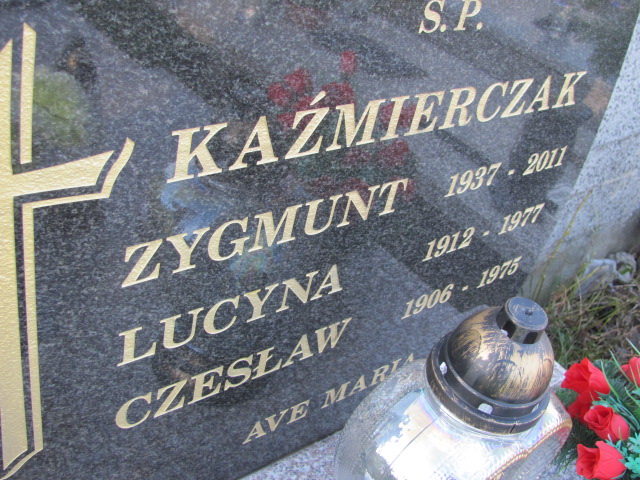 S.P.
KAŹMIERCZAK
ZYGMUNT 1937 - 2011
LUCYNA 1912 - 1977
CZESŁAW 1906 - 1975
AVE MARIA